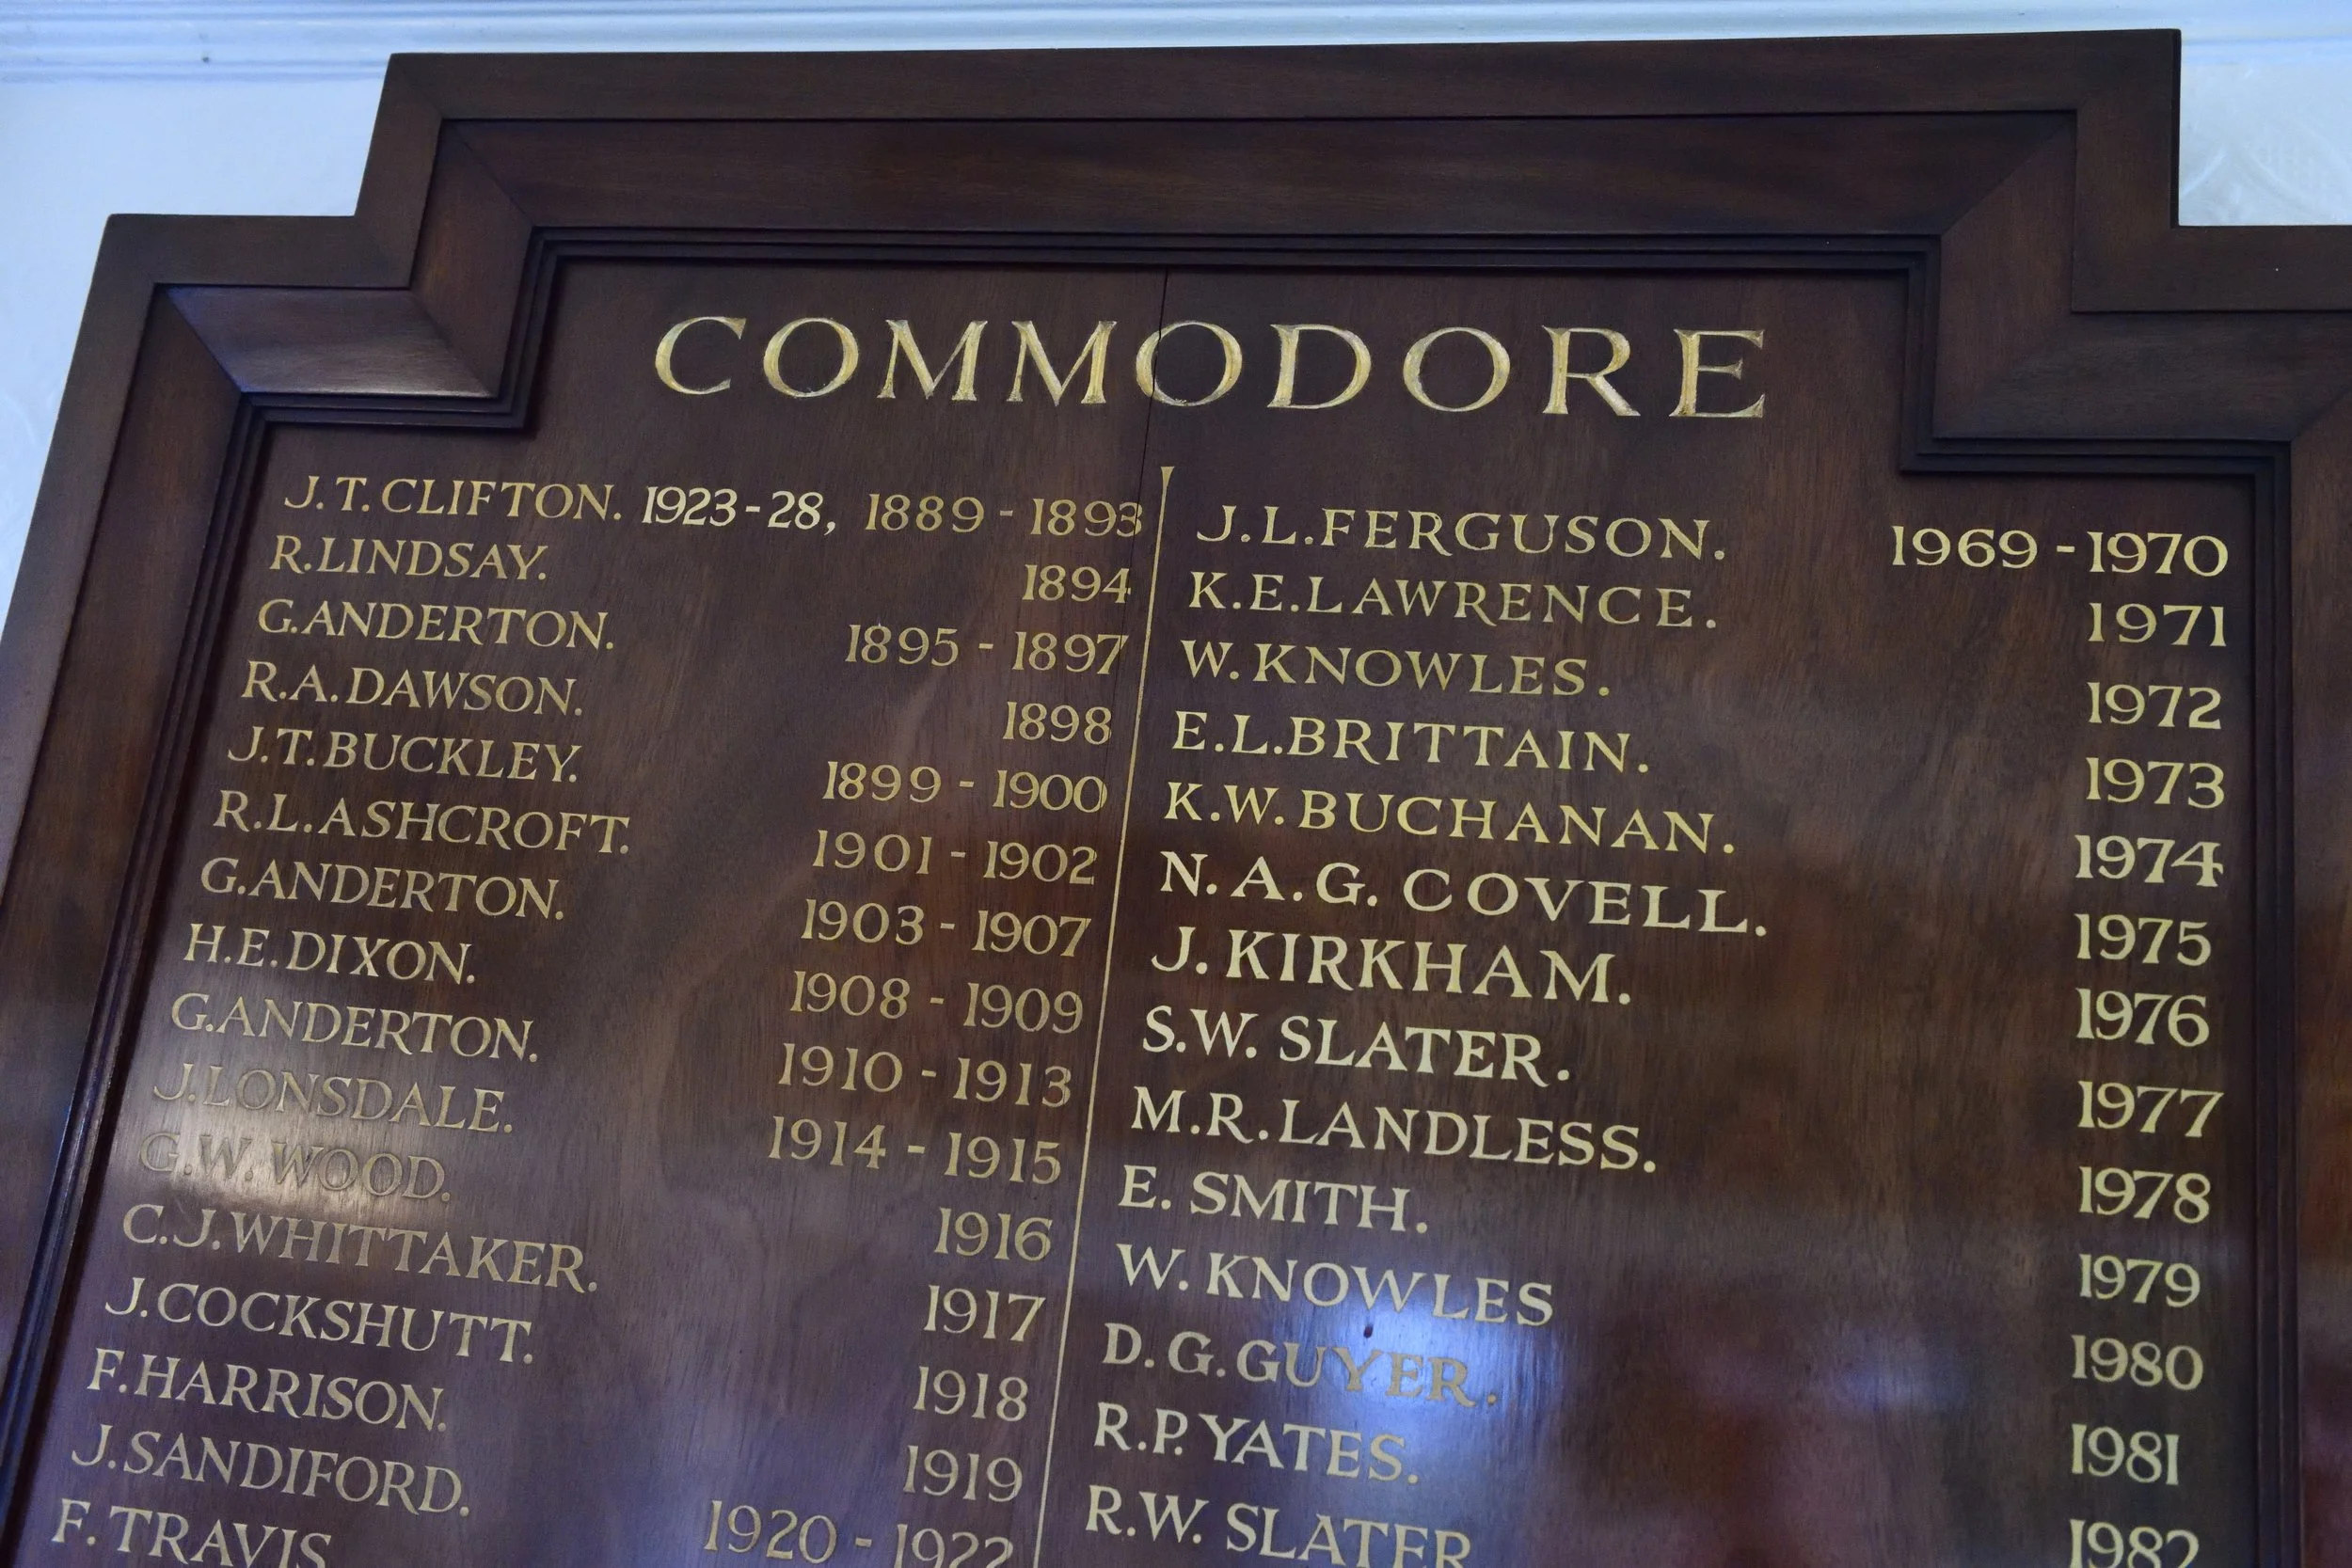 COMMODORE
J.T.CLIFTON. 1923-28, 1889-1893
R.LINDSAY. 1894
G.ANDERTON. 1895-1897
R.A.DAWSON. 1898
J.T.BUCKLEY. 1899-1900
R.L.ASHCROFT. 1901-1902
G.ANDERTON. 1903-1907
H.E.DIXON. 1908-1909
G.ANDERTON. 1910-1913
J.LONSDALE. 1914-1915
G.W.WOOD. 1916
C.J.WHITTAKER. 1917
J.COCKSHUTT. 1918
F.HARRISON. 1919
J.SANDIFORD. 1920-1922
F.TRAVIS
J.L.FERGUSON. 1969-1970
K.E.LAWRENCE. 1971
W.KNOWLES. 1972
E.L.BRITTAIN. 1973
K.W.BUCHANAN. 1974
N.A.G. COVELL. 1975
J.KIRKHAM. 1976
S.W. SLATER. 1977
M.R.LANDLESS. 1978
E. SMITH. 1979
W. KNOWLES 1980
D.G.GUYER. 1981
R.P.YATES. 1982
R.W. SLATER